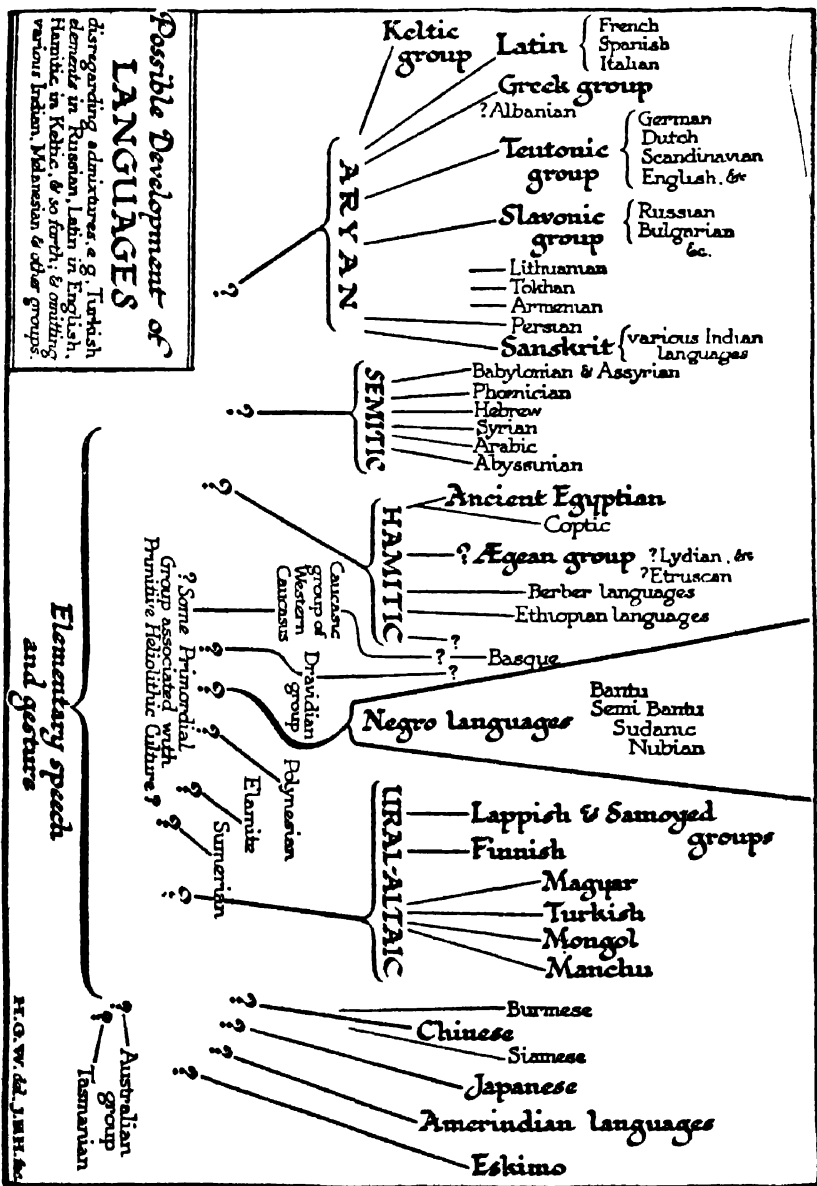 Possible Development of
LANGUAGES
disregarding admixtures, e.g., Turkish
elements in Russian, Latin in English,
Hamitic in Keltic, & so forth; & omitting
various Indian, Melanesian & other groups.
Keltic
group
Latin
French
Spanish
Italian
Greek group
?Albanian
Teutonic
group
German
Dutch
Scandinavian
English, &c
Slavonic
group
Russian
Bulgarian
&c.
Lithuanian
Tokhan
Armenian
Persian
Sanskrit
various Indian
languages
ARYAN
?
Babylonian & Assyrian
Phœnician
Hebrew
Syrian
Arabic
Abyssinian
SEMITIC
?
Ancient Egyptian
Coptic
? Ægean group
?Lydian, &c
?Etruscan
Berber languages
Ethiopian languages
?
HAMITIC
?
? Basque
?
Caucasic
group of
Western
Caucasus
Dravidian
group
?
? Some Primordial
Group associated with
Primitive Heliolithic Culture?
Negro languages
Bantu
Semi Bantu
Sudanic
Nubian
?
Polynesian
?
Elamite
?
Sumerian
?
Lappish & Samoyed
groups
Finnish
Magyar
Turkish
Mongol
Manchu
URAL-ALTAIC
?
Elementary speech
and gesture
Burmese
Chinese
Siamese
?
Japanese
?
Amerindian languages
?
Eskimo
?
? Australian
group
? Tasmanian
H.G.W. del. J.F.H. fec.